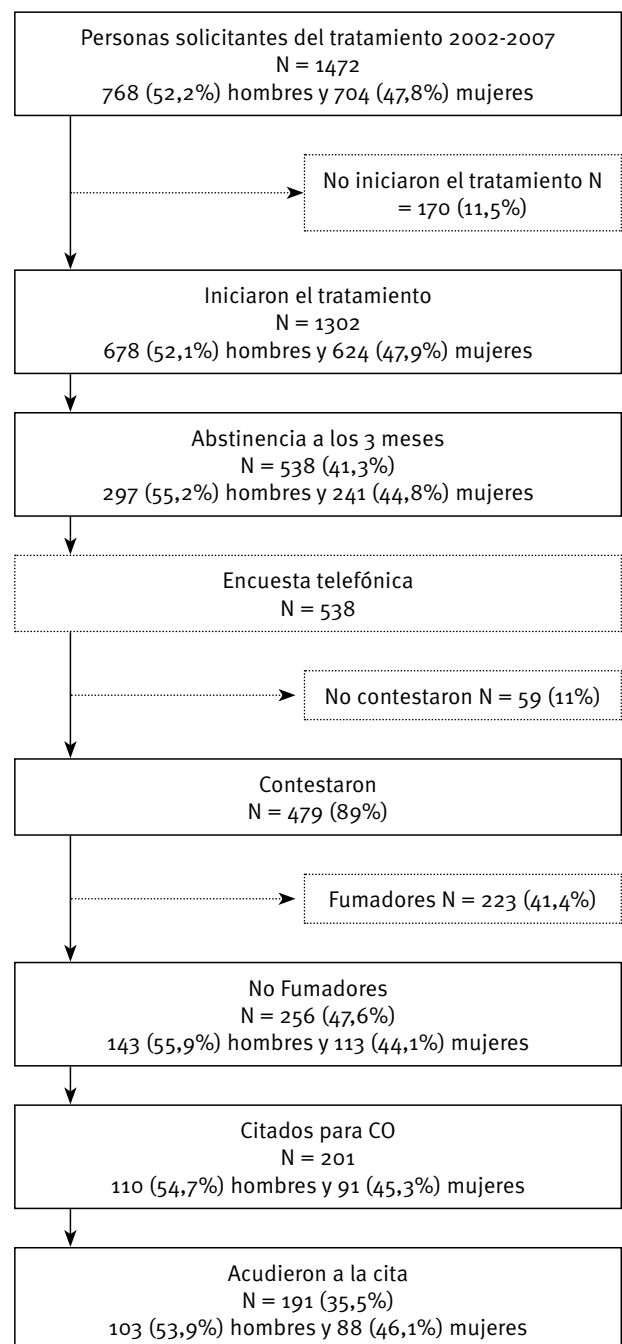 Personas solicitantes del tratamiento 2002-2007
N = 1472
768 (52,2%) hombres y 704 (47,8%) mujeres
No iniciaron el tratamiento N
= 170 (11,5%)
Iniciaron el tratamiento
N = 1302
678 (52,1%) hombres y 624 (47,9%) mujeres
Abstinencia a los 3 meses
N = 538 (41,3%)
297 (55,2%) hombres y 241 (44,8%) mujeres
Encuesta telefónica
N = 538
No contestaron N = 59 (11%)
Contestaron
N = 479 (89%)
Fumadores N = 223 (41,4%)
No Fumadores
N = 256 (47,6%)
143 (55,9%) hombres y 113 (44,1%) mujeres
Citados para CO
N = 201
110 (54,7%) hombres y 91 (45,3%) mujeres
Acudieron a la cita
N = 191 (35,5%)
103 (53,9%) hombres y 88 (46,1%) mujeres